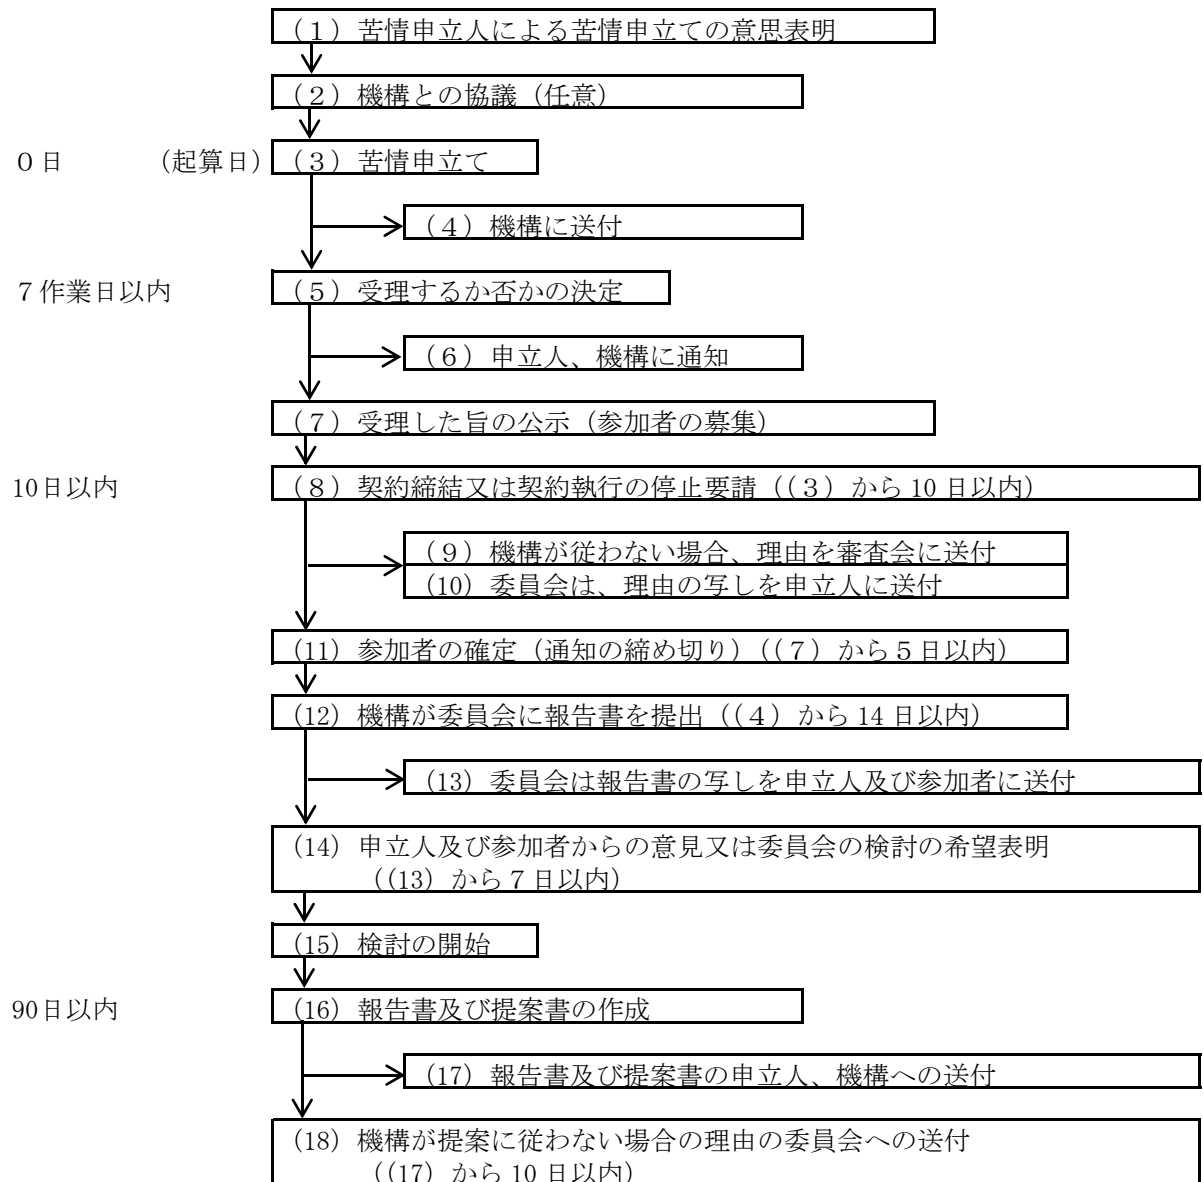 （１）苦情申立人による苦情申立ての意思表明
（２）機構との協議（任意）
０日　　　（起算日）（３）苦情申立て
（４）機構に送付
７作業日以内　（５）受理するか否かの決定
（６）申立人、機構に通知
（７）受理した旨の公示（参加者の募集）
10日以内　（８）契約締結又は契約執行の停止要請（（３）から 10 日以内）
（９）機構が従わない場合、理由を審査会に送付
（10）委員会は、理由の写しを申立人に送付
（11）参加者の確定（通知の締め切り）（（７）から５日以内）
（12）機構が委員会に報告書を提出（（４）から 14 日以内）
（13）委員会は報告書の写しを申立人及び参加者に送付
（14）申立人及び参加者からの意見又は委員会の検討の希望表明
（（13）から７日以内）
（15）検討の開始
90日以内　（16）報告書及び提案書の作成
（17）報告書及び提案書の申立人、機構への送付
（18）機構が提案に従わない場合の理由の委員会への送付
（（17）から 10 日以内）